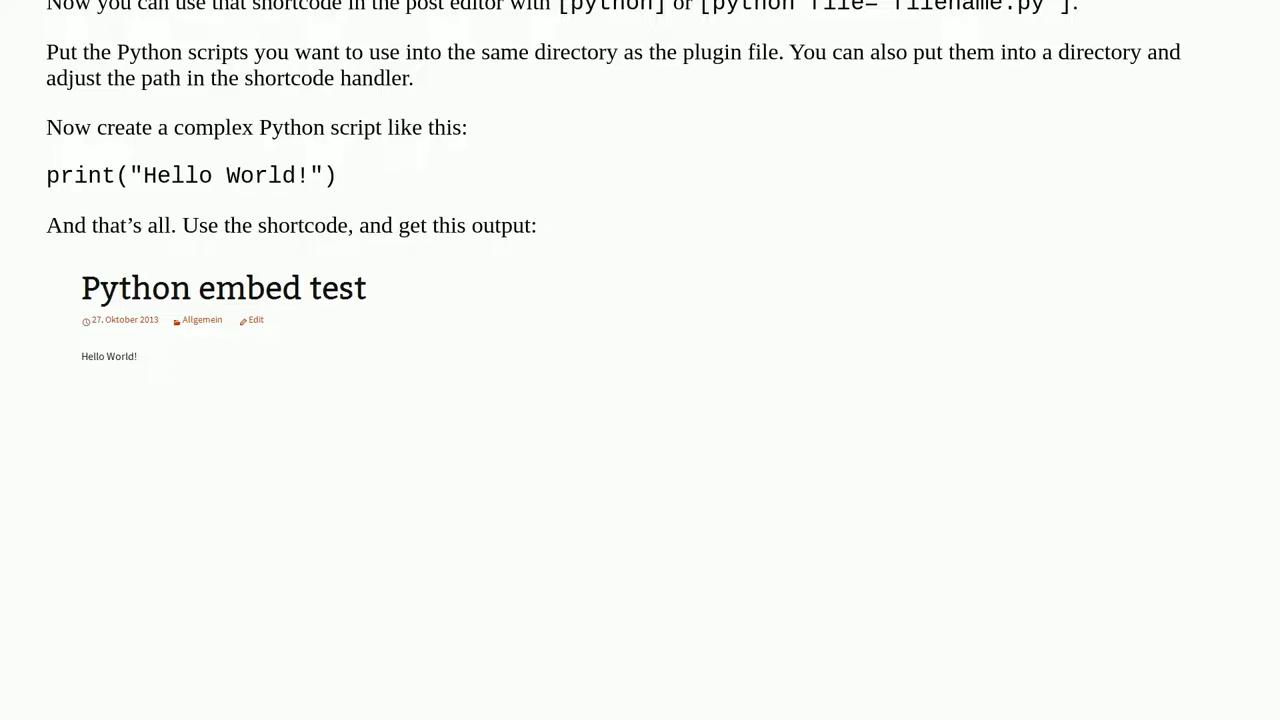 Now you can use that shortcode in the post editor with [python] or [python file="filename.py"].
Put the Python scripts you want to use into the same directory as the plugin file. You can also put them into a directory and
adjust the path in the shortcode handler.
Now create a complex Python script like this:
print("Hello World!")
And that’s all. Use the shortcode, and get this output:
Python embed test
27. Oktober 2013 Allgemein Edit
Hello World!